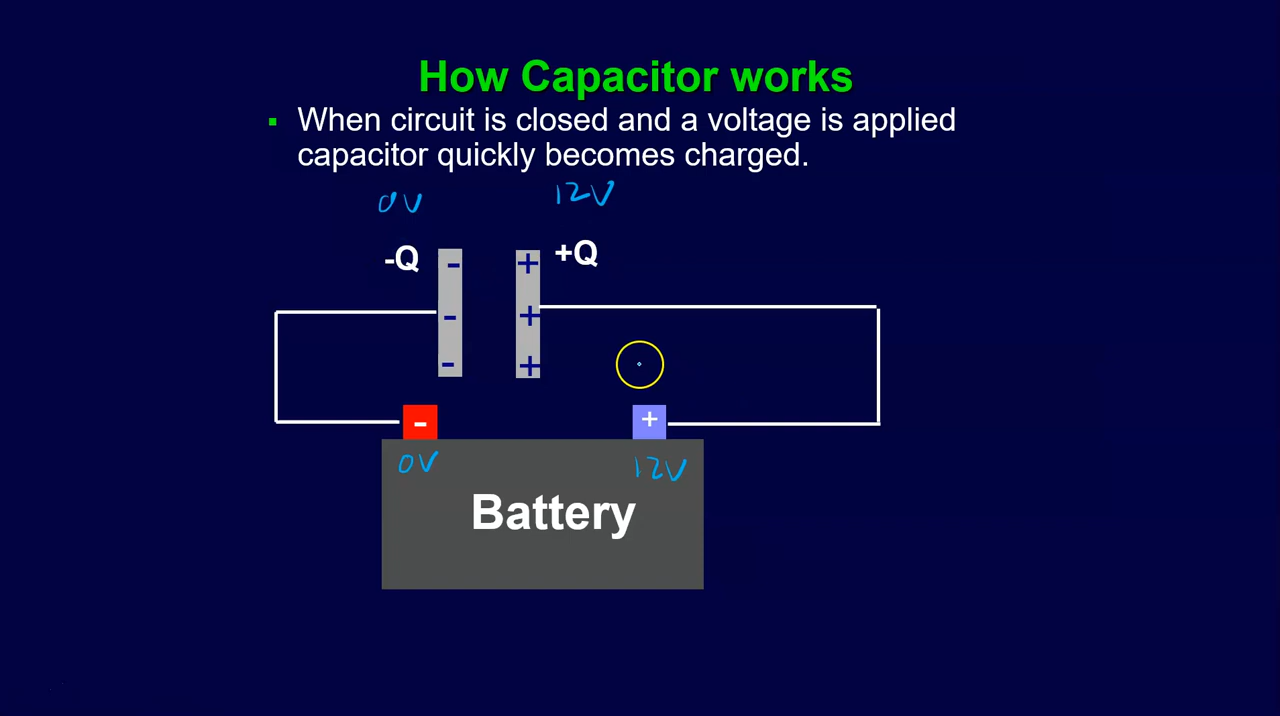 How Capacitor works
▪ When circuit is closed and a voltage is applied
capacitor quickly becomes charged.
0V 12V
-Q - + +Q
- +
- +
- +
0V 12V
Battery